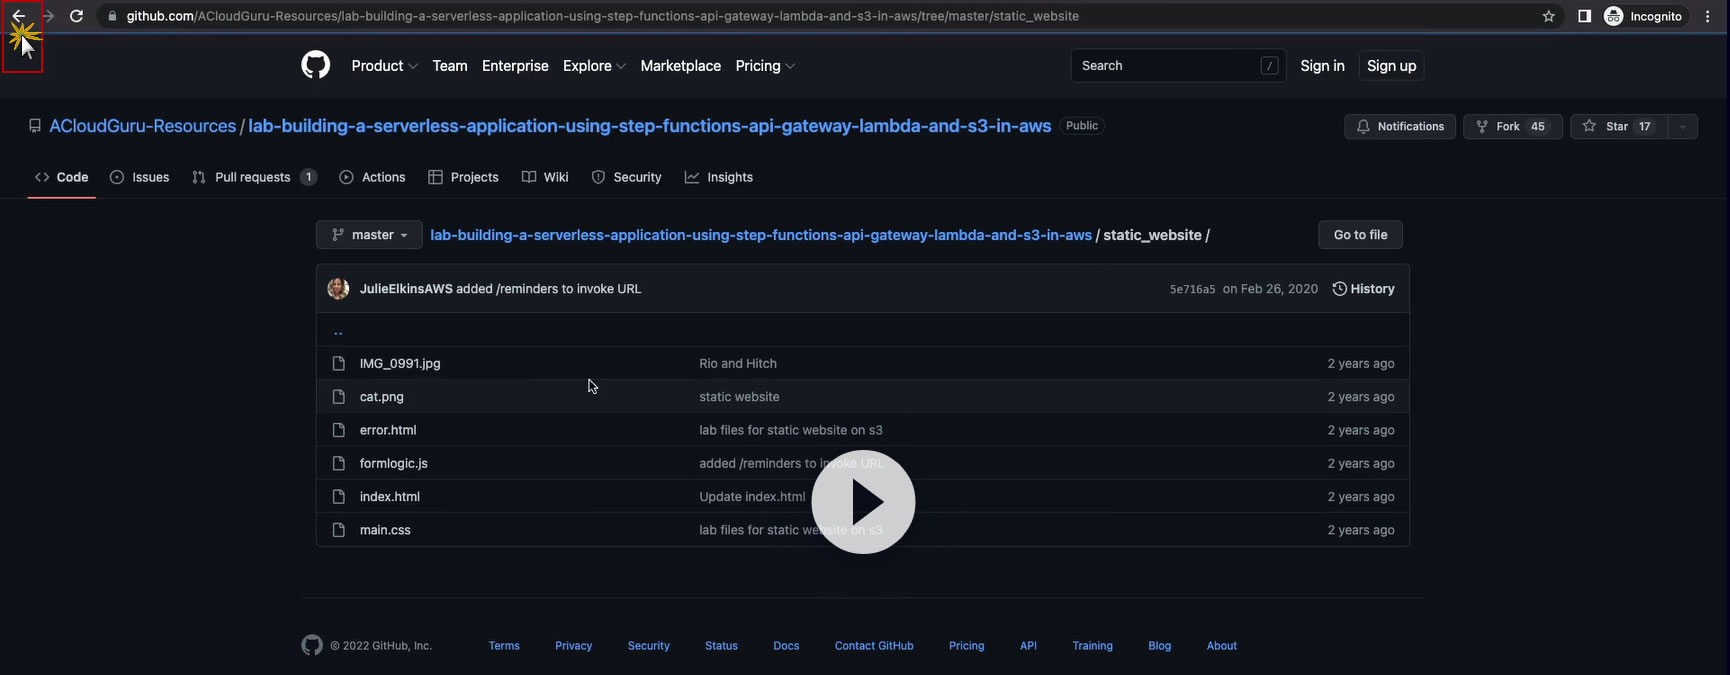 github.com/ACloudGuru-Resources/lab-building-a-serverless-application-using-step-functions-api-gateway-lambda-and-s3-in-aws/tree/master/static_website Incognito
Product Team Enterprise Explore Marketplace Pricing Search / Sign in Sign up
ACloudGuru-Resources / lab-building-a-serverless-application-using-step-functions-api-gateway-lambda-and-s3-in-aws Public Notifications Fork 45 Star 17
Code Issues Pull requests 1 Actions Projects Wiki Security Insights
master lab-building-a-serverless-application-using-step-functions-api-gateway-lambda-and-s3-in-aws / static_website / Go to file
JulieElkinsAWS added /reminders to invoke URL 5e716a5 on Feb 26, 2020 History
..
IMG_0991.jpg Rio and Hitch 2 years ago
cat.png static website 2 years ago
error.html lab files for static website on s3 2 years ago
formlogic.js added /reminders to invoke URL 2 years ago
index.html Update index.html 2 years ago
main.css lab files for static website on s3 2 years ago
© 2022 GitHub, Inc. Terms Privacy Security Status Docs Contact GitHub Pricing API Training Blog About